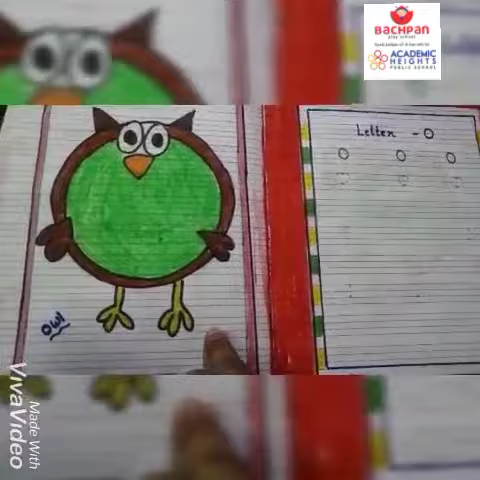 BACHPAN
play school
ACADEMIC
HEIGHTS
PUBLIC SCHOOL
Letter - O
O O O
O O O
Owl
Made With
VivaVideo